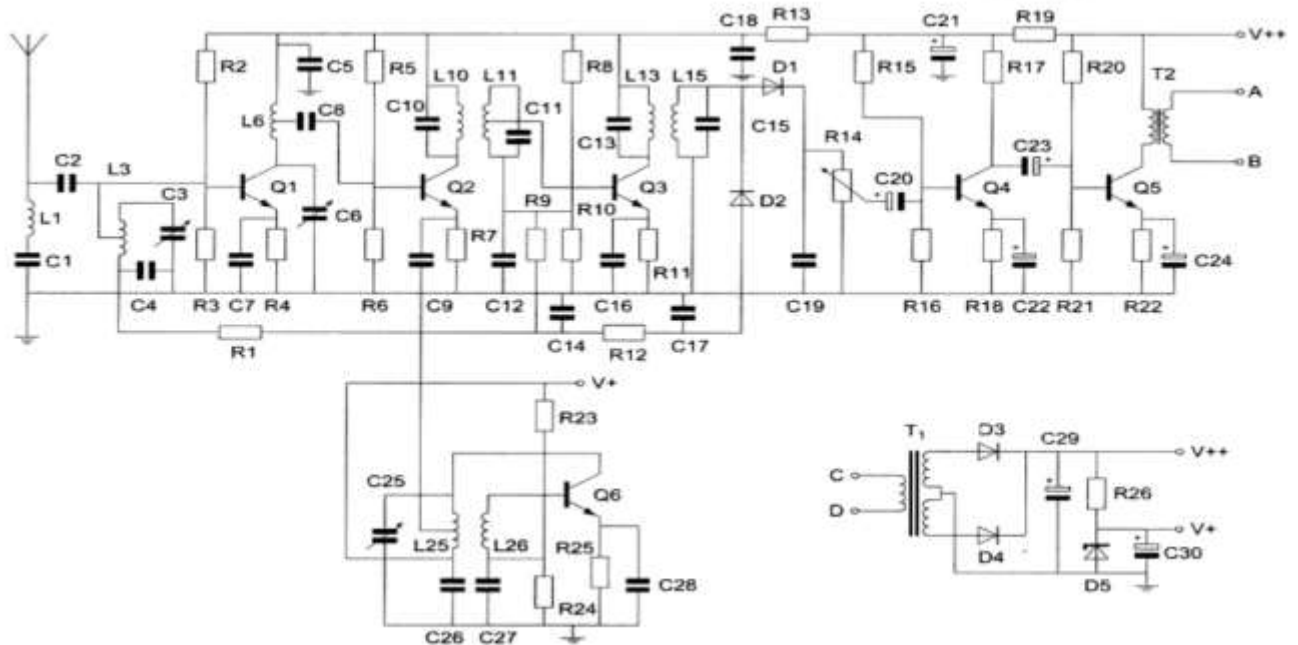 C18 R13 C21 R19 V++
R2 C5 R5 L10 L11 R8 L13 L15 D1 R15 R17 R20 T2
C8 C10 C11 A
L6 C13 C15 R14 C23
C2 L3 C3 Q1 Q2 Q3 C20 Q4 Q5 B
L1 C6 R9 R10 D2
C1 R7 R11 C24
C4 R3 C7 R4 R6 C9 C12 C16 C19 R16 R18 C22 R21 R22
R1 C14 R12 C17
V+
R23
T1 D3 C29 V++
C25 Q6 C
D R26
L25 L26 R25 V+
D4 C30
R24 C28 D5
C26 C27